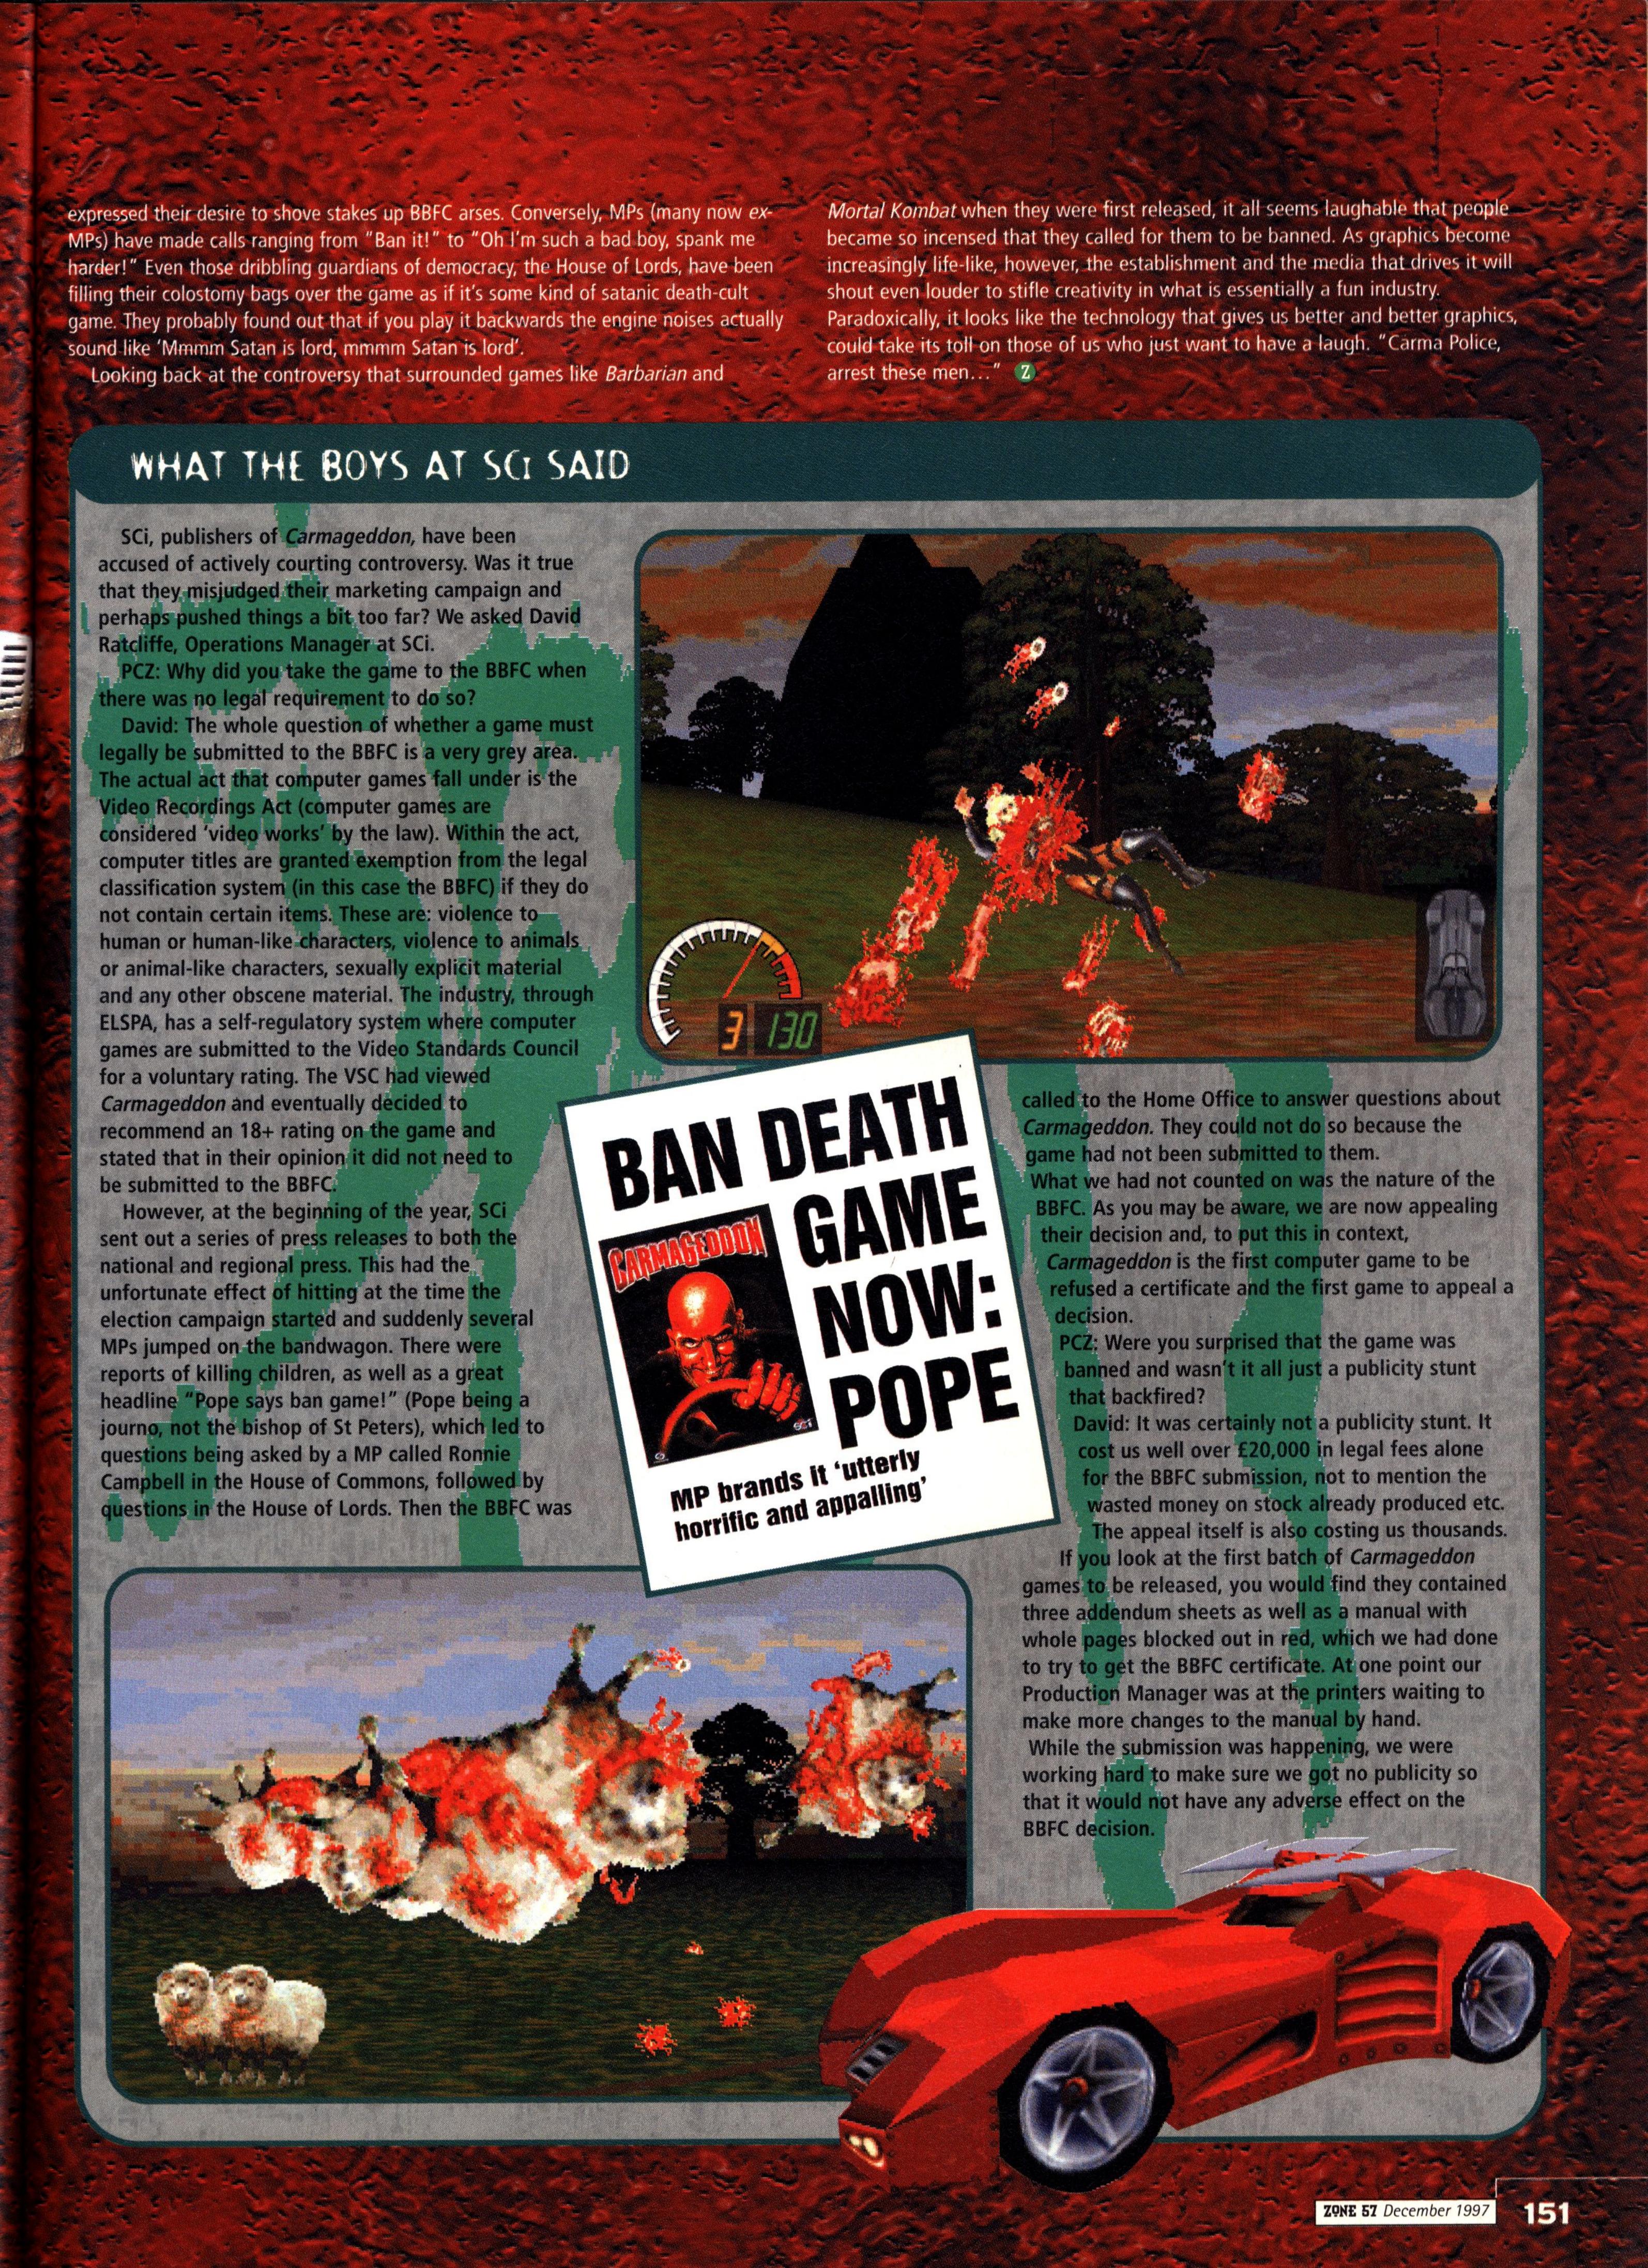 expressed their desire to shove stakes up BBFC arses. Conversely, MPs (many now ex-
MPs) have made calls ranging from “Ban it!” to “Oh I’m such a bad boy, spank me
harder!” Even those dribbling guardians of democracy, the House of Lords, have been
filling their colostomy bags over the game as if it’s some kind of satanic death-cult
game. They probably found out that if you play it backwards the engine noises actually
sound like ‘Mmmm Satan is lord, mmmm Satan is lord’.
Looking back at the controversy that surrounded games like Barbarian and
Mortal Kombat when they were first released, it all seems laughable that people
became so incensed that they called for them to be banned. As graphics become
increasingly life-like, however, the establishment and the media that drives it will
shout even louder to stifle creativity in what is essentially a fun industry.
Paradoxically, it looks like the technology that gives us better and better graphics,
could take its toll on those of us who just want to have a laugh. “Carma Police,
arrest these men...” Z
WHAT THE BOYS AT SCi SAID
SCi, publishers of Carmageddon, have been
accused of actively courting controversy. Was it true
that they misjudged their marketing campaign and
perhaps pushed things a bit too far? We asked David
Ratcliffe, Operations Manager at SCi.
PCZ: Why did you take the game to the BBFC when
there was no legal requirement to do so?
David: The whole question of whether a game must
legally be submitted to the BBFC is a very grey area.
The actual act that computer games fall under is the
Video Recordings Act (computer games are
considered ‘video works’ by the law). Within the act,
computer titles are granted exemption from the legal
classification system (in this case the BBFC) if they do
not contain certain items. These are: violence to
human or human-like characters, violence to animals
or animal-like characters, sexually explicit material
and any other obscene material. The industry, through
ELSPA, has a self-regulatory system where computer
games are submitted to the Video Standards Council
for a voluntary rating. The VSC had viewed
Carmageddon and eventually decided to
recommend an 18+ rating on the game and
stated that in their opinion it did not need to
be submitted to the BBFC.
However, at the beginning of the year, SCi
sent out a series of press releases to both the
national and regional press. This had the
unfortunate effect of hitting at the time the
election campaign started and suddenly several
MPs jumped on the bandwagon. There were
reports of killing children, as well as a great
headline “Pope says ban game!” (Pope being a
journo, not the bishop of St Peters), which led to
questions being asked by a MP called Ronnie
Campbell in the House of Commons, followed by
questions in the House of Lords. Then the BBFC was
3 130
BAN DEATH
GAME
NOW:
POPE
CARMAGEDDON
SCi
MP brands it ‘utterly
horrific and appalling’
called to the Home Office to answer questions about
Carmageddon. They could not do so because the
game had not been submitted to them.
What we had not counted on was the nature of the
BBFC. As you may be aware, we are now appealing
their decision and, to put this in context,
Carmageddon is the first computer game to be
refused a certificate and the first game to appeal a
decision.
PCZ: Were you surprised that the game was
banned and wasn’t it all just a publicity stunt
that backfired?
David: It was certainly not a publicity stunt. It
cost us well over £20,000 in legal fees alone
for the BBFC submission, not to mention the
wasted money on stock already produced etc.
The appeal itself is also costing us thousands.
If you look at the first batch of Carmageddon
games to be released, you would find they contained
three addendum sheets as well as a manual with
whole pages blocked out in red, which we had done
to try to get the BBFC certificate. At one point our
Production Manager was at the printers waiting to
make more changes to the manual by hand.
While the submission was happening, we were
working hard to make sure we got no publicity so
that it would not have any adverse effect on the
BBFC decision.
ZONE 57 December 1997 151